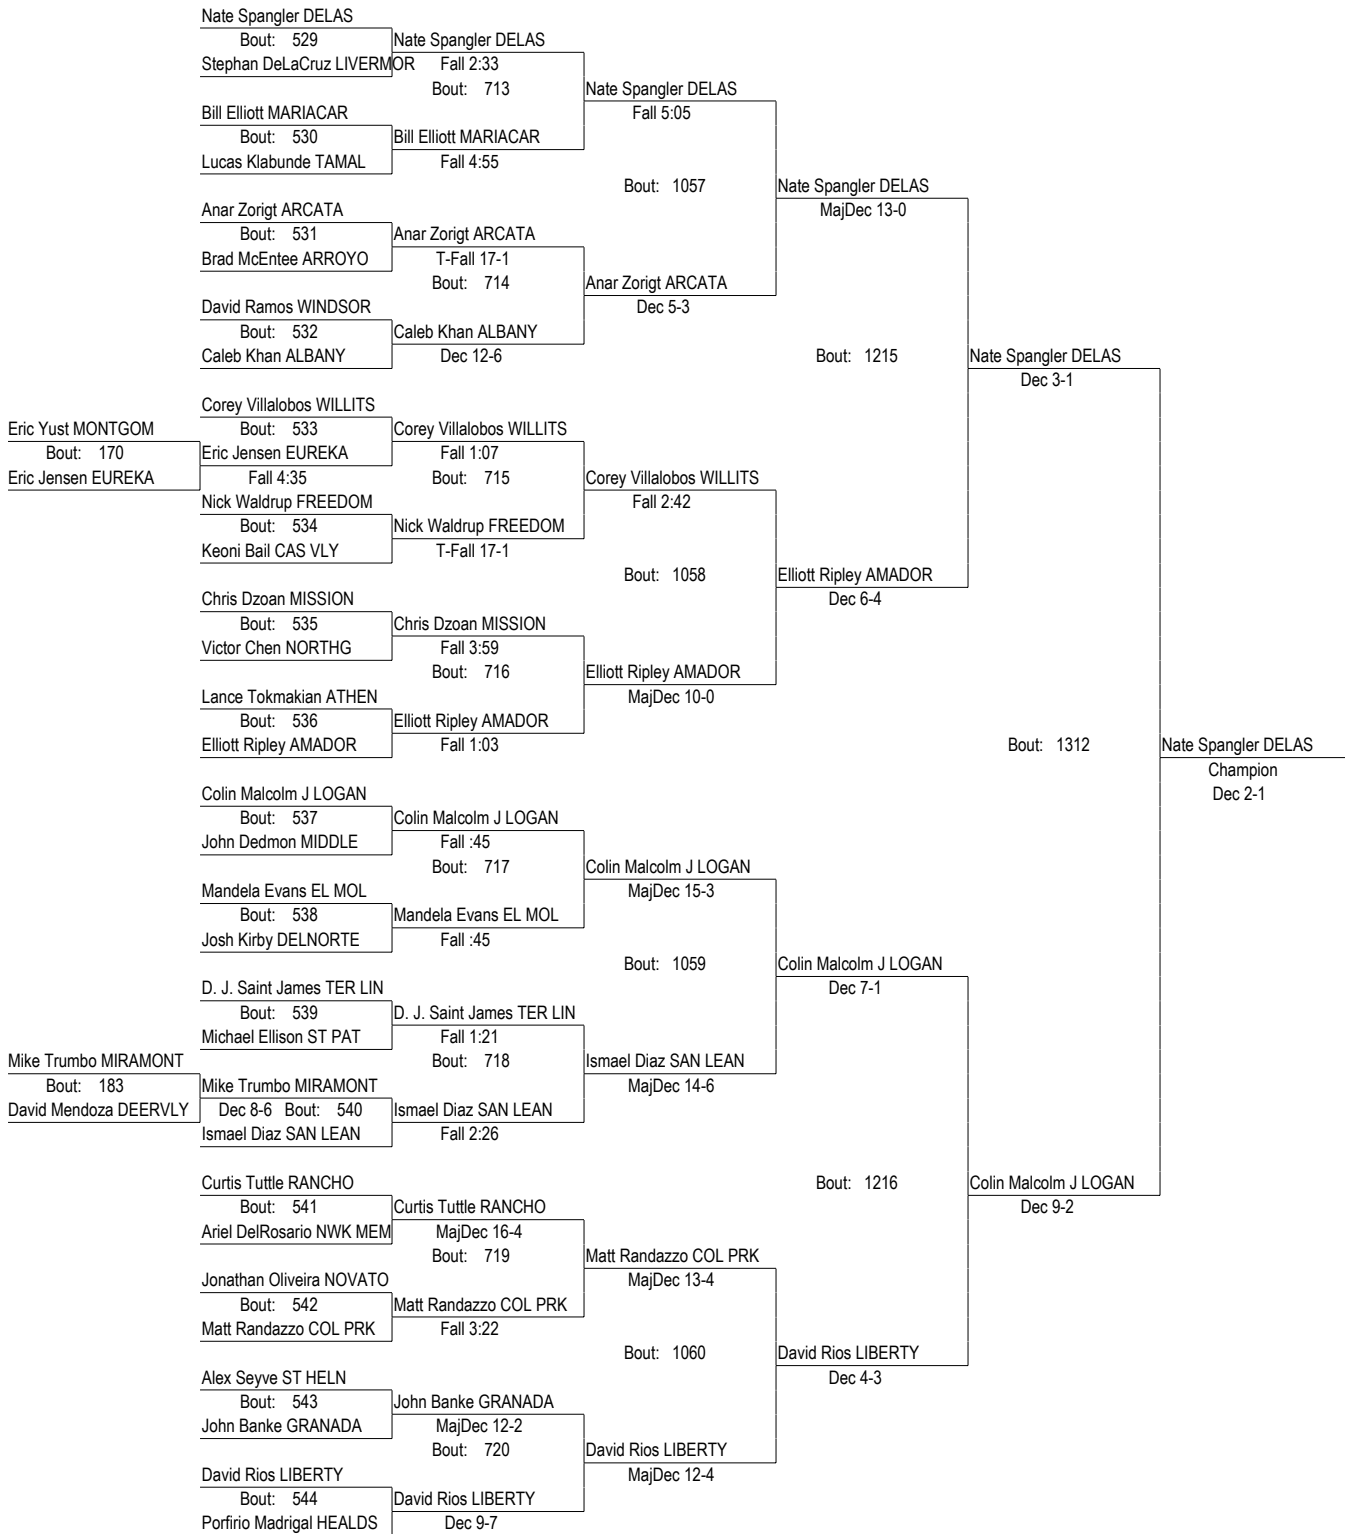 Nate Spangler DELAS
Bout: 529
Nate Spangler DELAS
Stephan DeLaCruz LIVERMOR
Fall 2:33
Bout: 713
Nate Spangler DELAS
Bill Elliott MARIACAR
Fall 5:05
Bout: 530
Bill Elliott MARIACAR
Lucas Klabunde TAMAL
Fall 4:55
Bout: 1057
Nate Spangler DELAS
Anar Zorigt ARCATA
MajDec 13-0
Bout: 531
Anar Zorigt ARCATA
Brad McEntee ARROYO
T-Fall 17-1
Bout: 714
Anar Zorigt ARCATA
David Ramos WINDSOR
Dec 5-3
Bout: 532
Caleb Khan ALBANY
Caleb Khan ALBANY
Dec 12-6
Bout: 1215
Nate Spangler DELAS
Dec 3-1
Corey Villalobos WILLITS
Eric Yust MONTGOM
Bout: 533
Corey Villalobos WILLITS
Bout: 170
Eric Jensen EUREKA
Fall 1:07
Eric Jensen EUREKA
Fall 4:35
Bout: 715
Corey Villalobos WILLITS
Nick Waldrup FREEDOM
Fall 2:42
Bout: 534
Nick Waldrup FREEDOM
Keoni Bail CAS VLY
T-Fall 17-1
Bout: 1058
Elliott Ripley AMADOR
Chris Dzoan MISSION
Dec 6-4
Bout: 535
Chris Dzoan MISSION
Victor Chen NORTHG
Fall 3:59
Bout: 716
Elliott Ripley AMADOR
Lance Tokmakian ATHEN
MajDec 10-0
Bout: 536
Elliott Ripley AMADOR
Elliott Ripley AMADOR
Fall 1:03
Bout: 1312
Nate Spangler DELAS
Champion
Dec 2-1
Colin Malcolm J LOGAN
Bout: 537
Colin Malcolm J LOGAN
John Dedmon MIDDLE
Fall :45
Bout: 717
Colin Malcolm J LOGAN
Mandela Evans EL MOL
MajDec 15-3
Bout: 538
Mandela Evans EL MOL
Josh Kirby DELNORTE
Fall :45
Bout: 1059
Colin Malcolm J LOGAN
D. J. Saint James TER LIN
Dec 7-1
Bout: 539
D. J. Saint James TER LIN
Michael Ellison ST PAT
Fall 1:21
Mike Trumbo MIRAMONT
Bout: 718
Ismael Diaz SAN LEAN
Bout: 183
Mike Trumbo MIRAMONT
MajDec 14-6
David Mendoza DEERVLY
Dec 8-6 Bout: 540
Ismael Diaz SAN LEAN
Ismael Diaz SAN LEAN
Fall 2:26
Curtis Tuttle RANCHO
Bout: 1216
Colin Malcolm J LOGAN
Bout: 541
Curtis Tuttle RANCHO
Dec 9-2
Ariel DelRosario NWK MEM
MajDec 16-4
Bout: 719
Matt Randazzo COL PRK
Jonathan Oliveira NOVATO
MajDec 13-4
Bout: 542
Matt Randazzo COL PRK
Matt Randazzo COL PRK
Fall 3:22
Bout: 1060
David Rios LIBERTY
Alex Seyve ST HELN
Dec 4-3
Bout: 543
John Banke GRANADA
John Banke GRANADA
MajDec 12-2
Bout: 720
David Rios LIBERTY
David Rios LIBERTY
MajDec 12-4
Bout: 544
David Rios LIBERTY
Porfirio Madrigal HEALDS
Dec 9-7